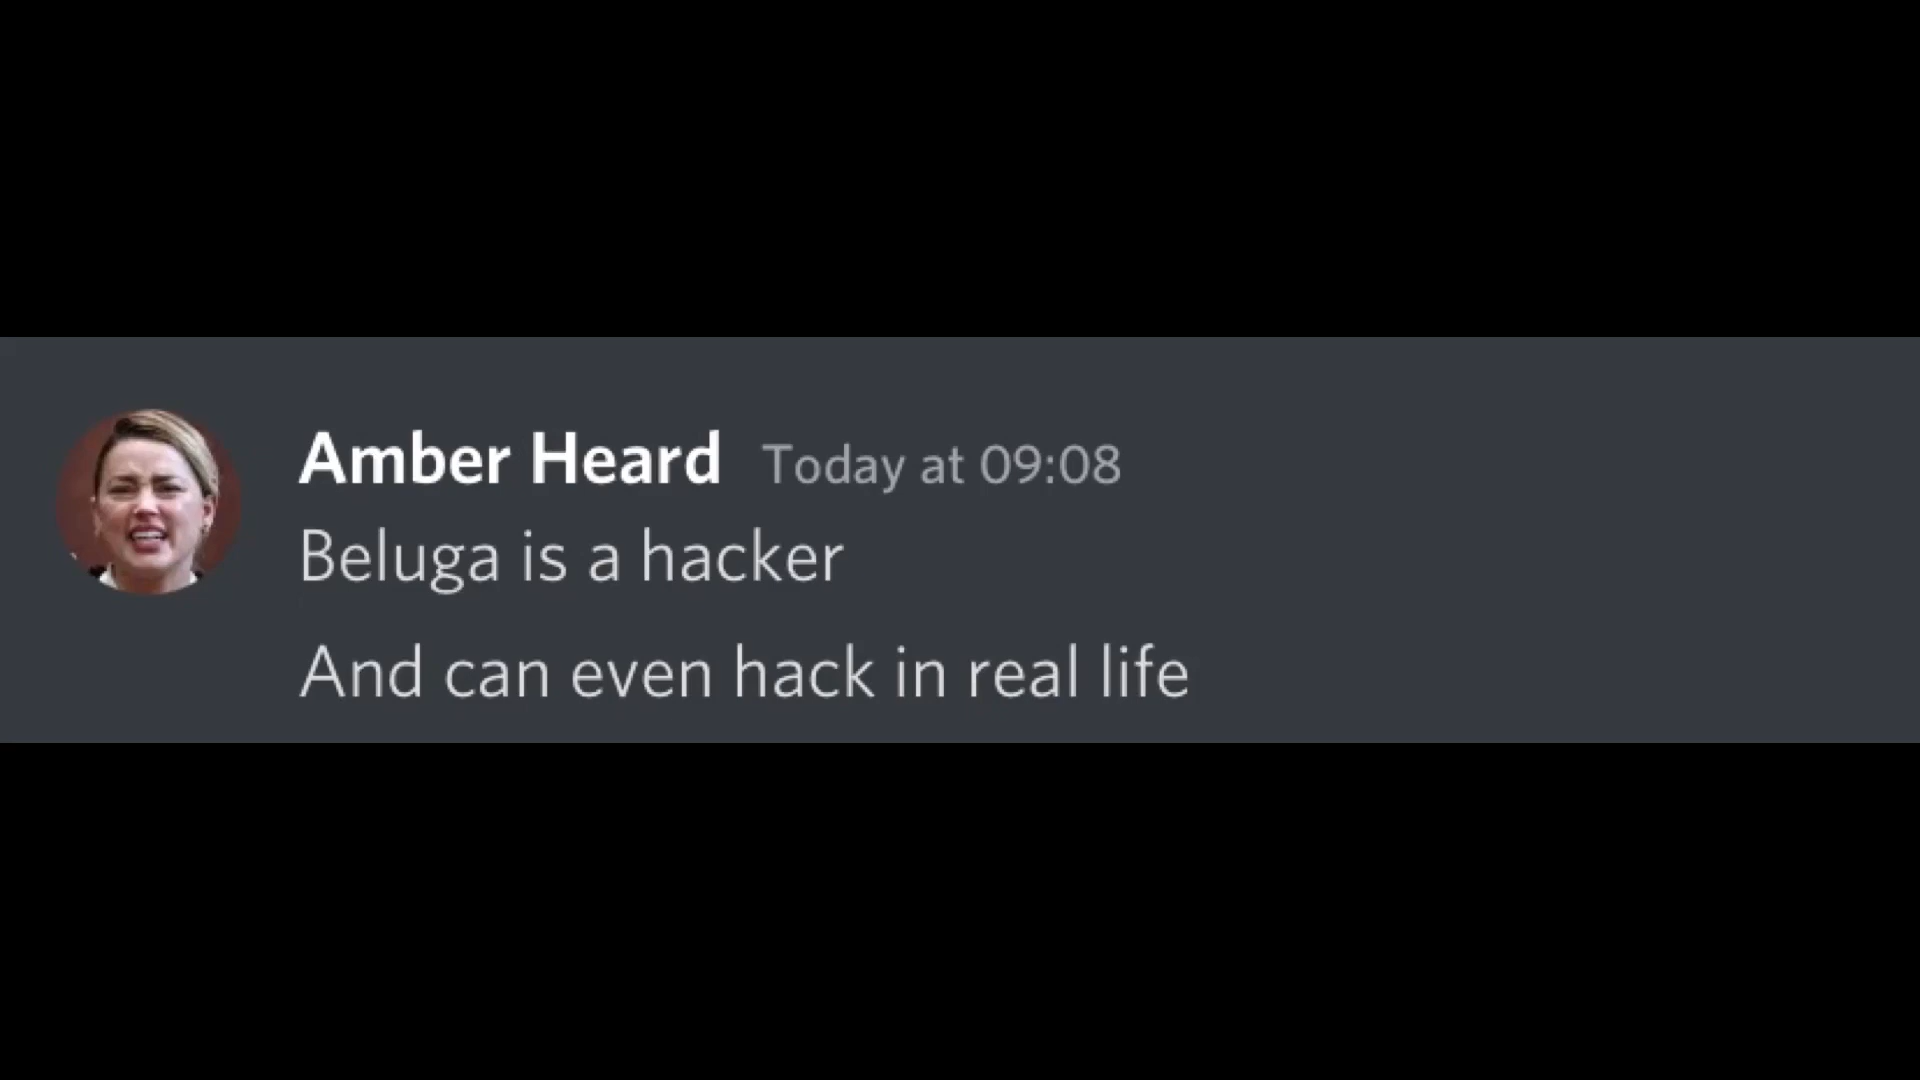 Amber Heard Today at 09:08
Beluga is a hacker
And can even hack in real life